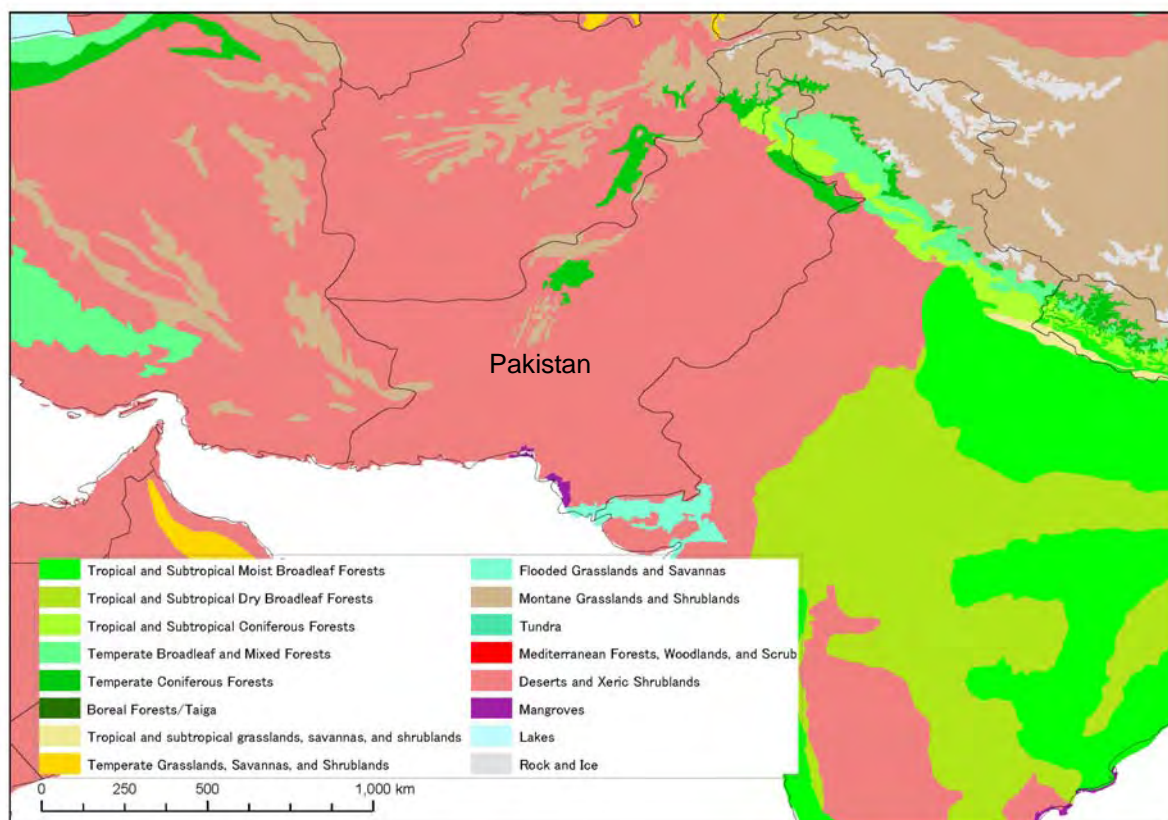 Pakistan
Tropical and Subtropical Moist Broadleaf Forests
Tropical and Subtropical Dry Broadleaf Forests
Tropical and Subtropical Coniferous Forests
Temperate Broadleaf and Mixed Forests
Temperate Coniferous Forests
Boreal Forests/Taiga
Tropical and subtropical grasslands, savannas, and shrublands
Temperate Grasslands, Savannas, and Shrublands
Flooded Grasslands and Savannas
Montane Grasslands and Shrublands
Tundra
Mediterranean Forests, Woodlands, and Scrub
Deserts and Xeric Shrublands
Mangroves
Lakes
Rock and Ice
0 250 500 1,000 km